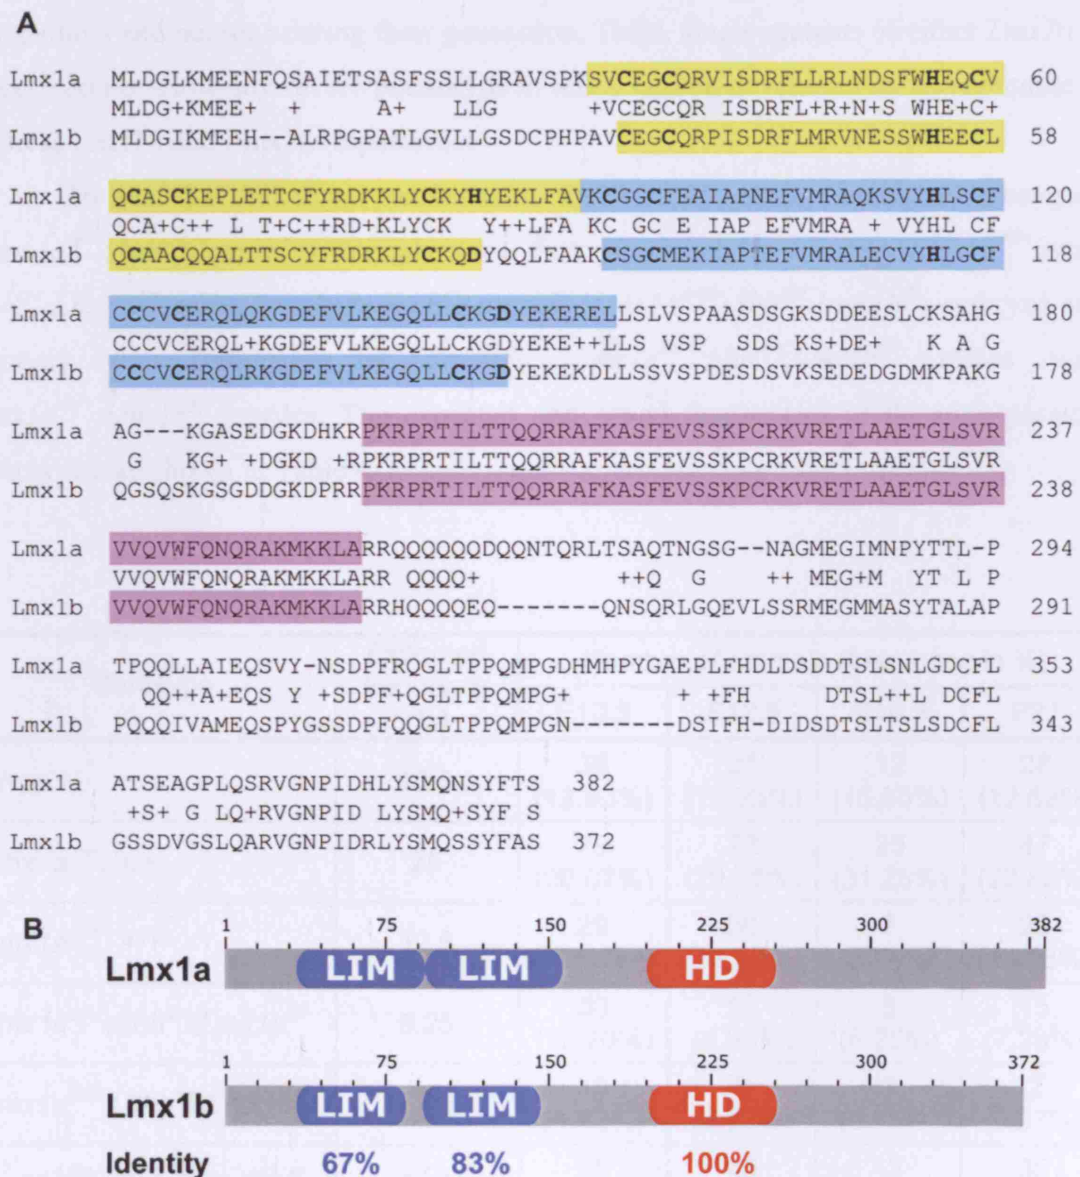 A
Lmx1a MLDGLKMEENFQSAIETSASFSSLLGRAVSPKSVCEGCQRVISDRFLLRLNDSFWHEQCV 60
MLDG+KMEE+ + A+ LLG +VCEGCQR ISDRFL+R+N+S WHE+C+
Lmx1b MLDGIKMEEH--ALRPGPATLGVLLGSDCPHPAVCEGCQRPISDRFLMRVNESSWHEECL 58
Lmx1a QCASCKEPLETTCFYRDKKLYCKYHYEKLFAVKCGGCFEAIAPNEFVMRAQKSVYHLSCF 120
QCA+C++ L T+C++RD+KLYCK Y++LFA KC GC E IAP EFVMRA + VYHL CF
Lmx1b QCAACQQALTTSCYFRDRKLYCKQDYQQLFAAKCSGCMEKIAPTEFVMRALECVYHLGCF 118
Lmx1a CCCVCERQLQKGDEFVLKEGQLLCKGDYEKERELLSLVSPAASDSGKSDDEESLCKSAHG 180
CCCVCERQL+KGDEFVLKEGQLLCKGDYEKE++LLS VSP SDS KS+DE+ K A G
Lmx1b CCCVCERQLRKGDEFVLKEGQLLCKGDYEKEKDLLSSVSPDESDSVKSEDEDGDMKPAKG 178
Lmx1a AG---KGASEDGKDHKRPKRPRTILTTQQRRAFKASFEVSSKPCRKVRETLAAETGLSVR 237
G KG+ +DGKD +RPKRPRTILTTQQRRAFKASFEVSSKPCRKVRETLAAETGLSVR
Lmx1b QGSQSKGSGDDGKDPRRPKRPRTILTTQQRRAFKASFEVSSKPCRKVRETLAAETGLSVR 238
Lmx1a VVQVWFQNQRAKMKKLARRQQQQQQDQQNTQRLTSAQTNGSG--NAGMEGIMNPYTTL-P 294
VVQVWFQNQRAKMKKLARR QQQQ+ ++Q G ++ MEG+M YT L P
Lmx1b VVQVWFQNQRAKMKKLARRHQQQQEQ-------QNSQRLGQEVLSSRMEGMMASYTALAP 291
Lmx1a TPQQLLAIEQSVY-NSDPFRQGLTPPQMPGDHMHPYGAEPLFHDLDSDDTSLSNLGDCFL 353
QQ++A+EQS Y +SDPF+QGLTPPQMPG+ + +FH DTSL++L DCFL
Lmx1b PQQQIVAMEQSPYGSSDPFQQGLTPPQMPGN------DSIFH-DIDSDTSLTSLSDCFL 343
Lmx1a ATSEAGPLQSRVGNPIDHLYSMQNSYFTS 382
+S+ G LQ+RVGNPID LYSMQ+SYF S
Lmx1b GSSDVGSLQARVGNPIDRLYSMQSSYFAS 372
B
1 75 150 225 300 382
Lmx1a LIM LIM HD
1 75 150 225 300 372
Lmx1b LIM LIM HD
Identity 67% 83% 100%